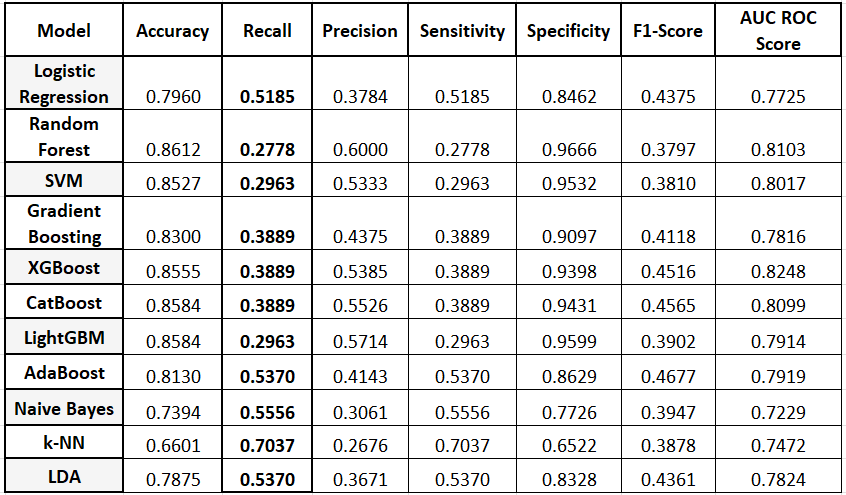 Model Accuracy Recall Precision Sensitivity Specificity F1-Score AUC ROC Score
Logistic Regression 0.7960 0.5185 0.3784 0.5185 0.8462 0.4375 0.7725
Random Forest 0.8612 0.2778 0.6000 0.2778 0.9666 0.3797 0.8103
SVM 0.8527 0.2963 0.5333 0.2963 0.9532 0.3810 0.8017
Gradient Boosting 0.8300 0.3889 0.4375 0.3889 0.9097 0.4118 0.7816
XGBoost 0.8555 0.3889 0.5385 0.3889 0.9398 0.4516 0.8248
CatBoost 0.8584 0.3889 0.5526 0.3889 0.9431 0.4565 0.8099
LightGBM 0.8584 0.2963 0.5714 0.2963 0.9599 0.3902 0.7914
AdaBoost 0.8130 0.5370 0.4143 0.5370 0.8629 0.4677 0.7919
Naive Bayes 0.7394 0.5556 0.3061 0.5556 0.7726 0.3947 0.7229
k-NN 0.6601 0.7037 0.2676 0.7037 0.6522 0.3878 0.7472
LDA 0.7875 0.5370 0.3671 0.5370 0.8328 0.4361 0.7824